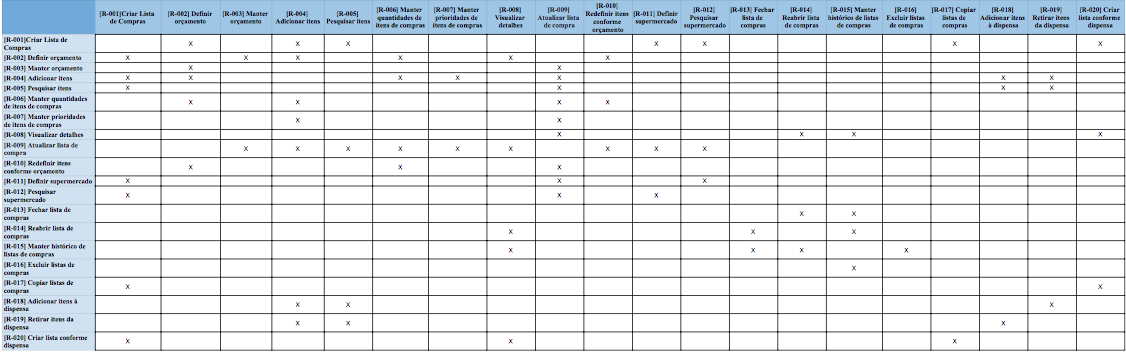 [R-001]Criar Lista
de Compras
[R-002] Definir
orçamento
[R-003] Manter
orçamento
[R-004]
Adicionar itens
[R-005]
Pesquisar itens
[R-006] Manter
quantidades de
itens de compras
[R-007] Manter
prioridades de
itens de compras
[R-008]
Visualizar
detalhes
[R-009]
Atualizar lista
de compra
[R-010]
Redefinir itens
conforme
orçamento
[R-011] Definir
supermercado
[R-012]
Pesquisar
supermercado
[R-013] Fechar
lista de
compras
[R-014]
Reabrir lista
de compras
[R-015] Manter
histórico de listas
de compras
[R-016]
Excluir listas
de compras
[R-017] Copiar
listas de
compras
[R-018]
Adicionar itens
à dispensa
[R-019]
Retirar itens
da dispensa
[R-020] Criar
lista conforme
dispensa
[R-001]Criar Lista de
Compras
X X X X X X X
[R-002] Definir orçamento X X X X X X
[R-003] Manter orçamento X X
[R-004] Adicionar itens X X X X X X X
[R-005] Pesquisar itens X X X X
[R-006] Manter quantidades
de itens de compras
X X X X
[R-007] Manter prioridades
de itens de compras
X X
[R-008] Visualizar detalhes X X X X
[R-009] Atualizar lista de
compra
X X X X X X X X X
[R-010] Redefinir itens
conforme orçamento
X X X
[R-011] Definir supermercado X X X
[R-012] Pesquisar
supermercado
X X X
[R-013] Fechar lista de
compras
X X
[R-014] Reabrir lista de
compras
X X X
[R-015] Manter histórico de
listas de compras
X X X X
[R-016] Excluir listas de
compras
X
[R-017] Copiar listas de
compras
X X
[R-018] Adicionar itens à
dispensa
X X X
[R-019] Retirar itens da
dispensa
X X X
[R-020] Criar lista conforme
dispensa
X X X